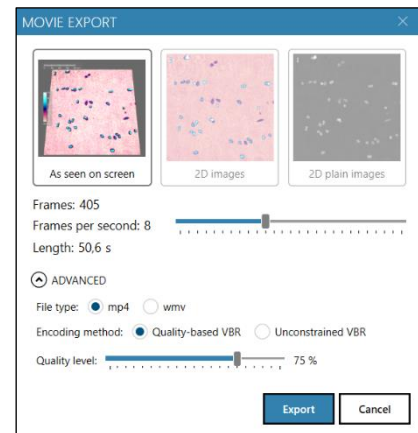 MOVIE EXPORT
As seen on screen
2D images
2D plain images
Frames: 405
Frames per second: 8
Length: 50,6 s
ADVANCED
File type: mp4 wmv
Encoding method: Quality-based VBR Unconstrained VBR
Quality level: 75 %
Export Cancel